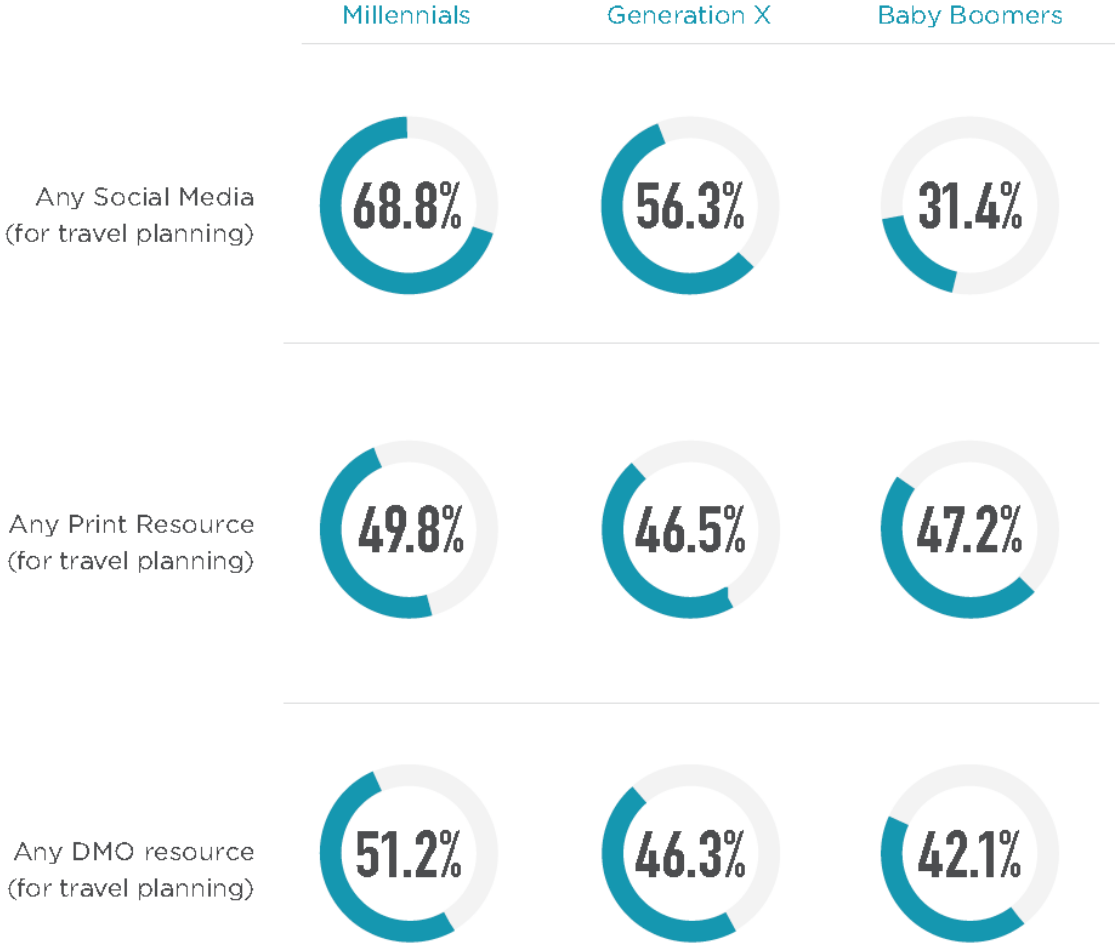 Millennials Generation X Baby Boomers
Any Social Media
(for travel planning)
68.8% 56.3% 31.4%
Any Print Resource
(for travel planning)
49.8% 46.5% 47.2%
Any DMO resource
(for travel planning)
51.2% 46.3% 42.1%